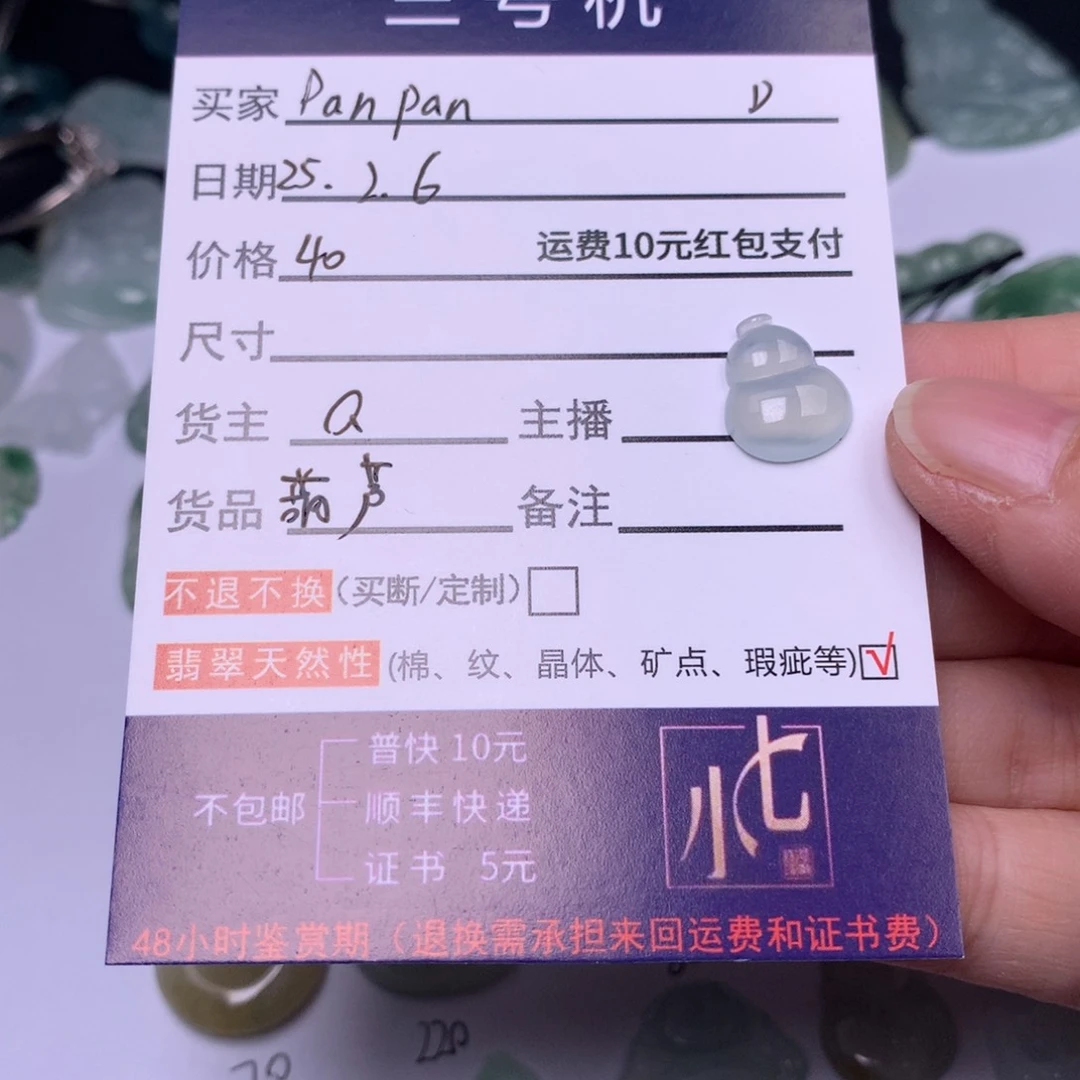 三号机
买家 Pan pan D
日期 25. 2. 6
价格 40 运费10元红包支付
尺寸
货主 Q 主播
货品 葫芦 备注
不退不换(买断/定制)
翡翠天然性(棉、纹、晶体、矿点、瑕疵等)√
普快10元
不包邮 顺丰快递
证书 5元
小七
48小时鉴赏期（退换需承担来回运费和证书费）
220